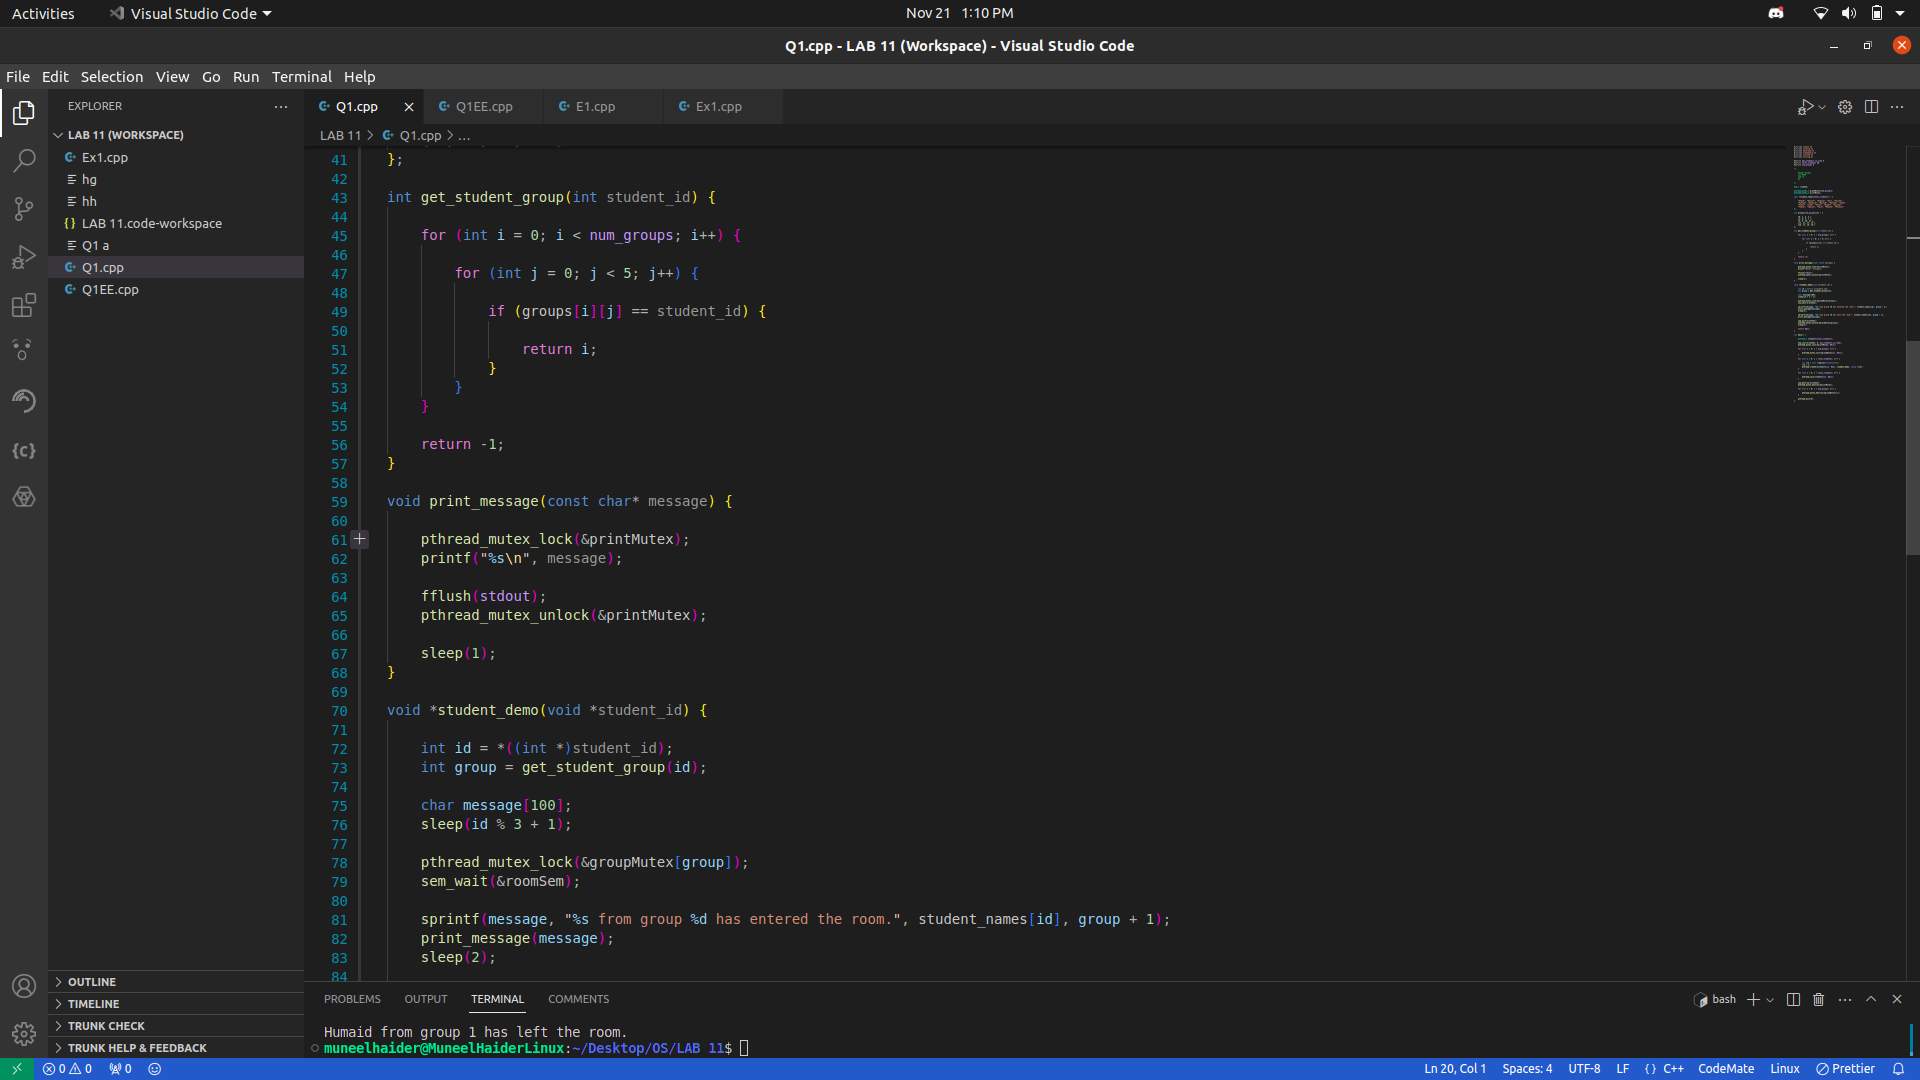 Activities Visual Studio Code Nov 21 1:10 PM
Q1.cpp - LAB 11 (Workspace) - Visual Studio Code
File Edit Selection View Go Run Terminal Help
EXPLORER
LAB 11 (WORKSPACE)
Ex1.cpp
hg
hh
LAB 11.code-workspace
Q1 a
Q1.cpp
Q1EE.cpp
OUTLINE
TIMELINE
TRUNK CHECK
TRUNK HELP & FEEDBACK
Q1.cpp Q1EE.cpp E1.cpp Ex1.cpp
LAB 11 > Q1.cpp > ...
41 };
42
43 int get_student_group(int student_id) {
44
45 for (int i = 0; i < num_groups; i++) {
46
47 for (int j = 0; j < 5; j++) {
48
49 if (groups[i][j] == student_id) {
50
51 return i;
52 }
53 }
54 }
55
56 return -1;
57 }
58
59 void print_message(const char* message) {
60
61 pthread_mutex_lock(&printMutex);
62 printf("%s\n", message);
63
64 fflush(stdout);
65 pthread_mutex_unlock(&printMutex);
66
67 sleep(1);
68 }
69
70 void *student_demo(void *student_id) {
71
72 int id = *((int *)student_id);
73 int group = get_student_group(id);
74
75 char message[100];
76 sleep(id % 3 + 1);
77
78 pthread_mutex_lock(&groupMutex[group]);
79 sem_wait(&roomSem);
80
81 sprintf(message, "%s from group %d has entered the room.", student_names[id], group + 1);
82 print_message(message);
83 sleep(2);
84
PROBLEMS OUTPUT TERMINAL COMMENTS bash
Humaid from group 1 has left the room.
muneelhaider@MuneelHaiderLinux:~/Desktop/OS/LAB 11$
0 0 0 Ln 20, Col 1 Spaces: 4 UTF-8 LF {} C++ CodeMate Linux Prettier